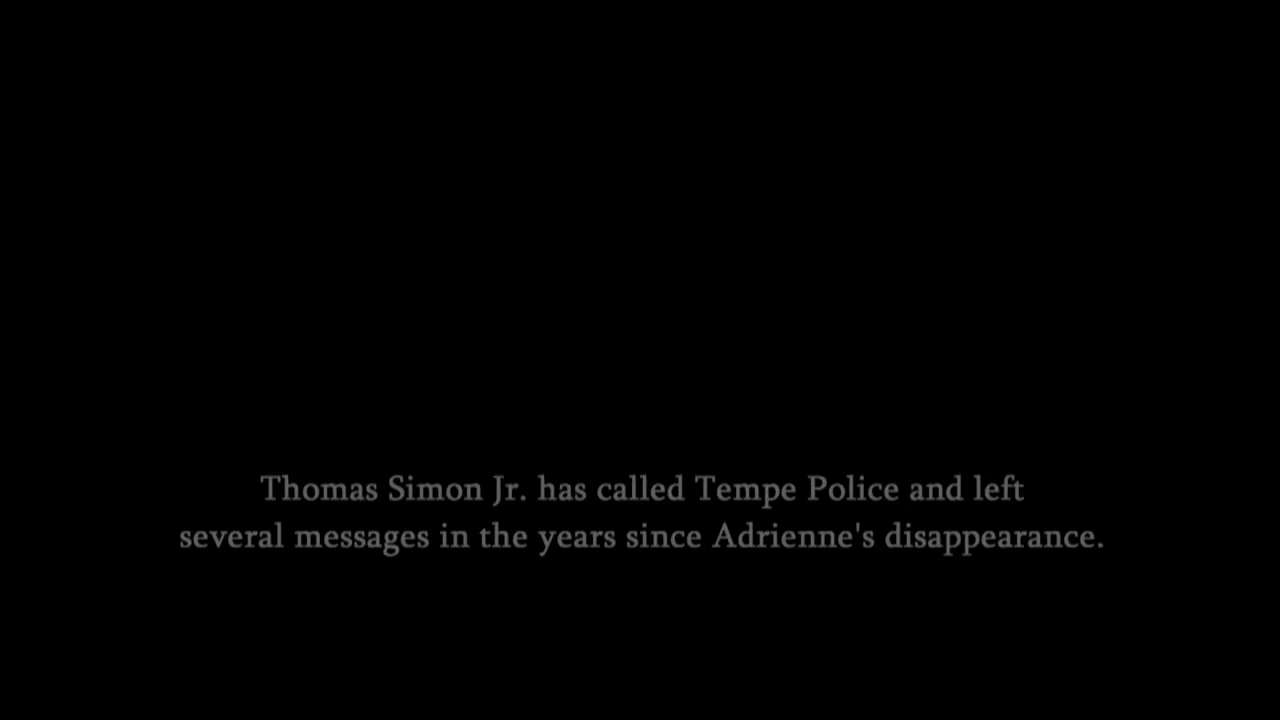 Thomas Simon Jr. has called Tempe Police and left
several messages in the years since Adrienne's disappearance.